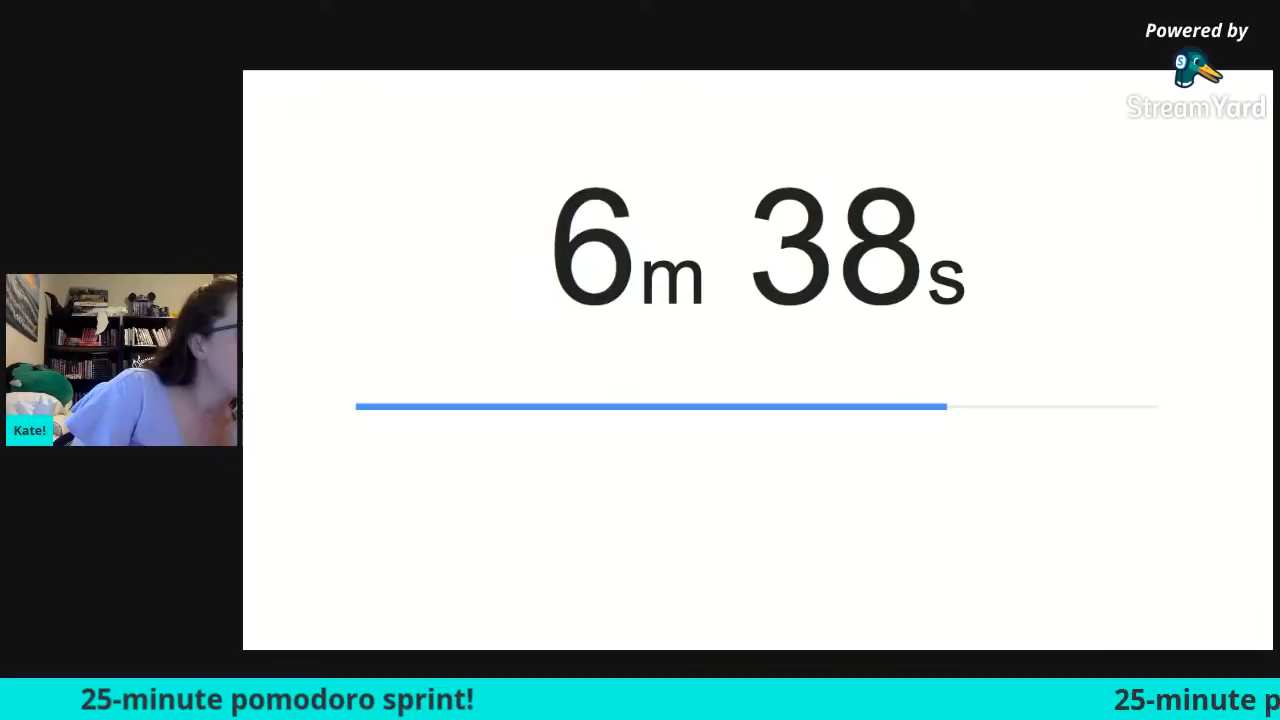 Powered by
StreamYard
6m 38s
Kate!
25-minute pomodoro sprint!
25-minute p